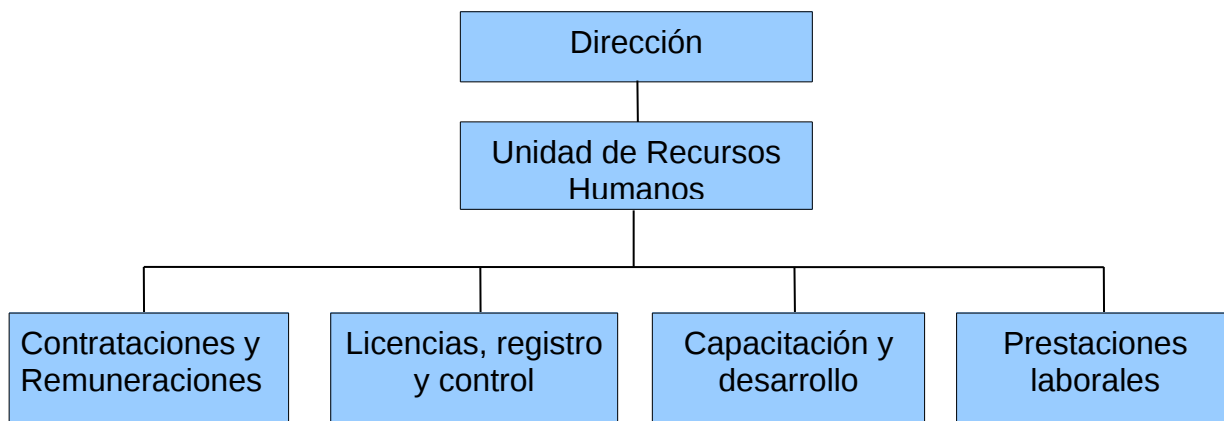 Dirección
Unidad de Recursos
Humanos
Contrataciones y
Remuneraciones
Licencias, registro
y control
Capacitación y
desarrollo
Prestaciones
laborales